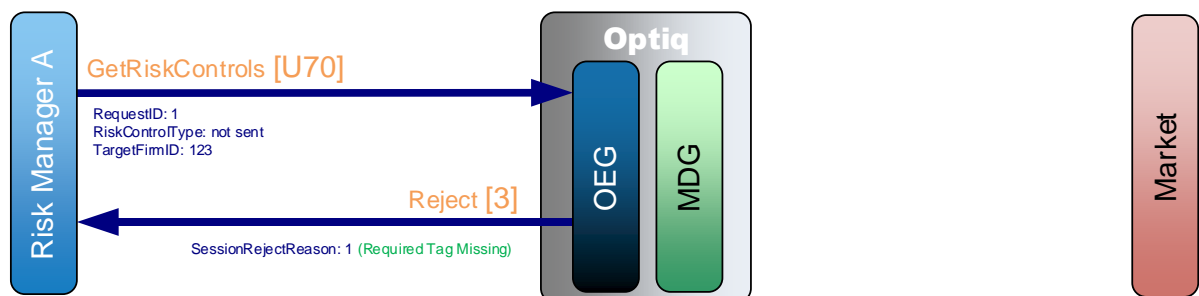 Optiq
Risk Manager A
GetRiskControls [U70]
RequestID: 1
RiskControlType: not sent
TargetFirmID: 123
OEG
MDG
Market
Reject [3]
SessionRejectReason: 1 (Required Tag Missing)